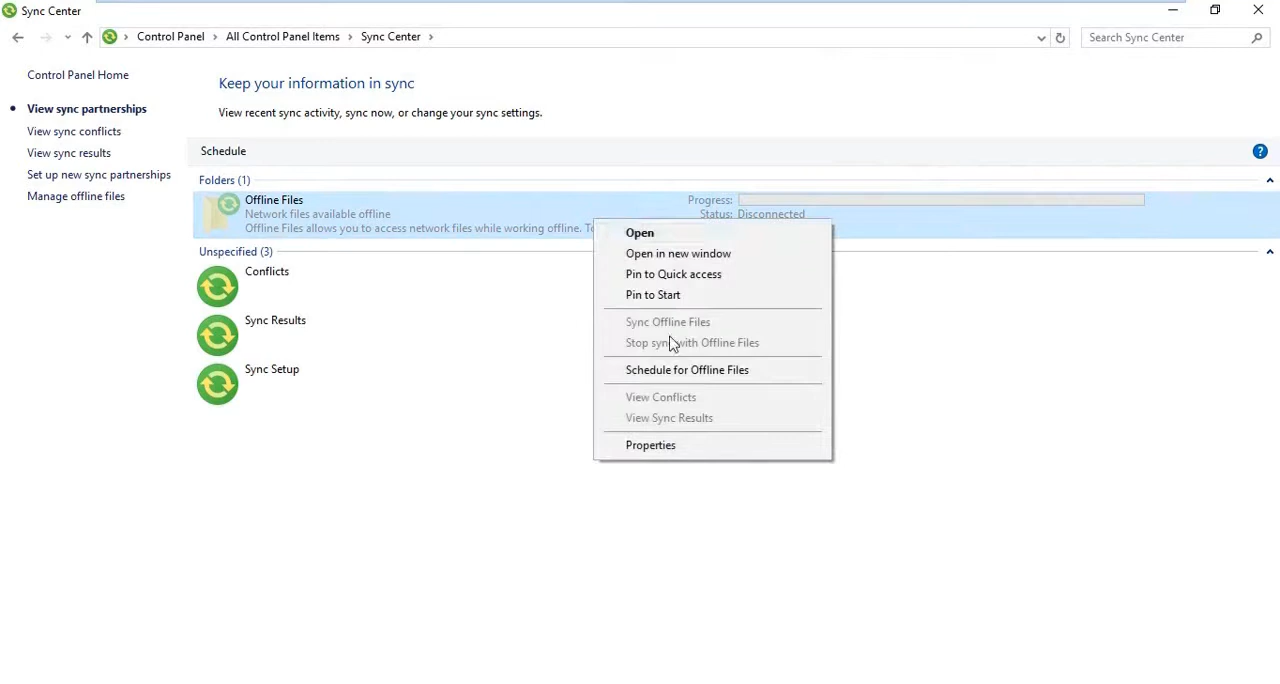 Sync Center
Control Panel > All Control Panel Items > Sync Center >
Search Sync Center
Control Panel Home
View sync partnerships
View sync conflicts
View sync results
Set up new sync partnerships
Manage offline files
Keep your information in sync
View recent sync activity, sync now, or change your sync settings.
Schedule
?
Folders (1)
Offline Files
Network files available offline
Offline Files allows you to access network files while working offline. To
Progress:
Status: Disconnected
Unspecified (3)
Conflicts
Sync Results
Sync Setup
Open
Open in new window
Pin to Quick access
Pin to Start
Sync Offline Files
Stop sync with Offline Files
Schedule for Offline Files
View Conflicts
View Sync Results
Properties